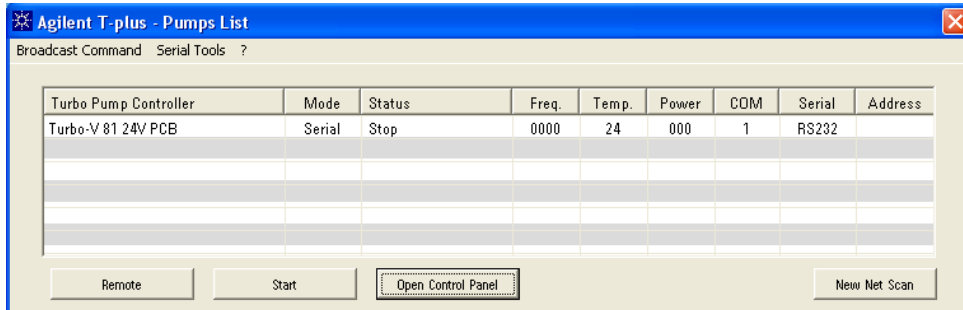 Agilent T-plus - Pumps List
Broadcast Command Serial Tools ?
Turbo Pump Controller Mode Status Freq. Temp. Power COM Serial Address
Turbo-V 81 24V PCB Serial Stop 0000 24 000 1 RS232
Remote Start Open Control Panel New Net Scan